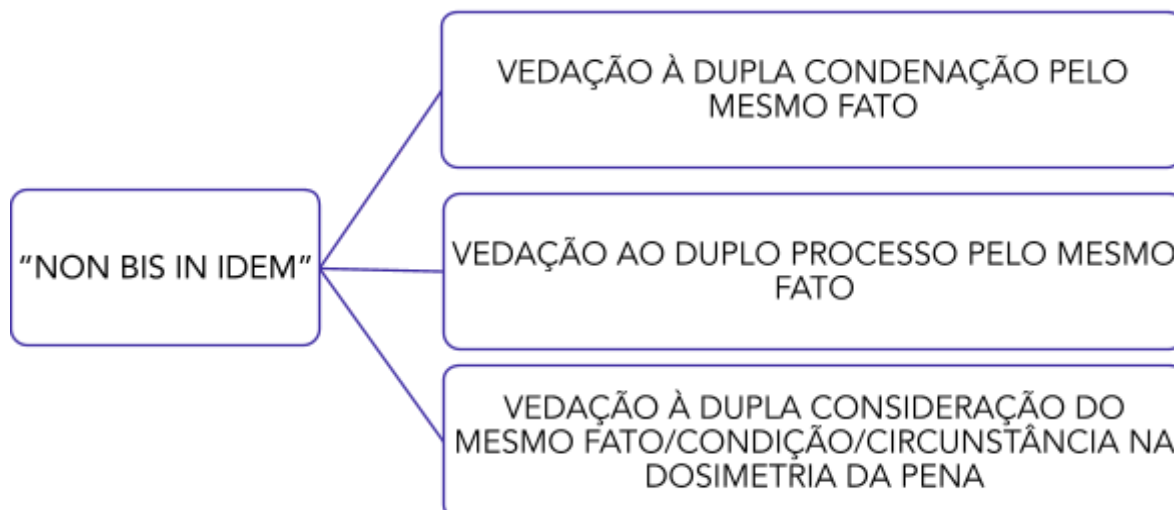 VEDAÇÃO À DUPLA CONDENAÇÃO PELO
MESMO FATO
“NON BIS IN IDEM”
VEDAÇÃO AO DUPLO PROCESSO PELO MESMO
FATO
VEDAÇÃO À DUPLA CONSIDERAÇÃO DO
MESMO FATO/CONDIÇÃO/CIRCUNSTÂNCIA NA
DOSIMETRIA DA PENA